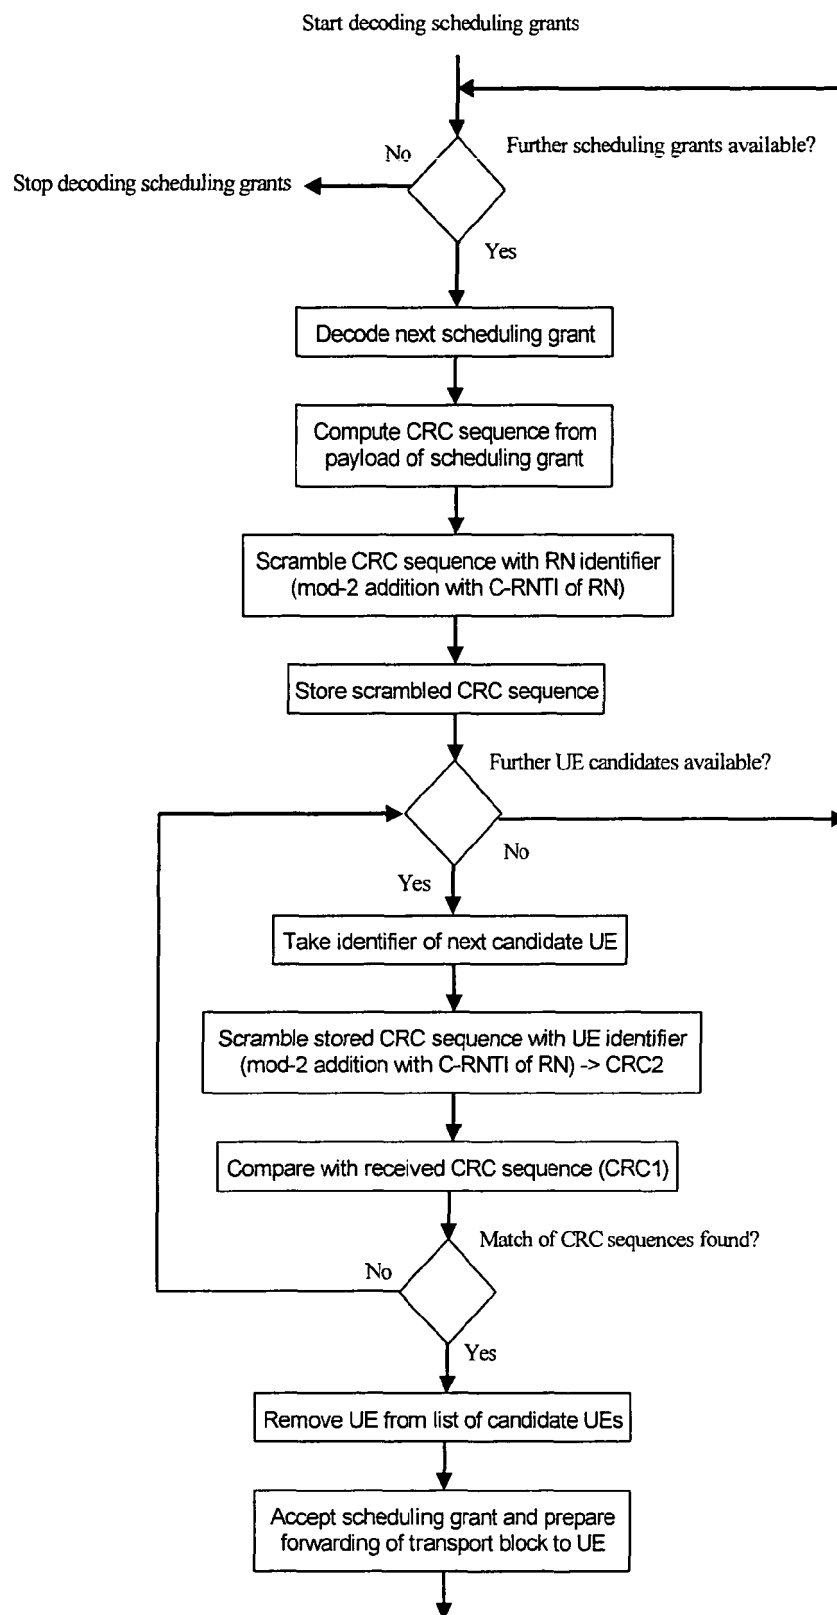 Start decoding scheduling grants
Further scheduling grants available?
No
Stop decoding scheduling grants
Yes
Decode next scheduling grant
Compute CRC sequence from
payload of scheduling grant
Scramble CRC sequence with RN identifier
(mod-2 addition with C-RNTI of RN)
Store scrambled CRC sequence
Further UE candidates available?
No
Yes
Take identifier of next candidate UE
Scramble stored CRC sequence with UE identifier
(mod-2 addition with C-RNTI of RN) -> CRC2
Compare with received CRC sequence (CRC1)
Match of CRC sequences found?
No
Yes
Remove UE from list of candidate UEs
Accept scheduling grant and prepare
forwarding of transport block to UE